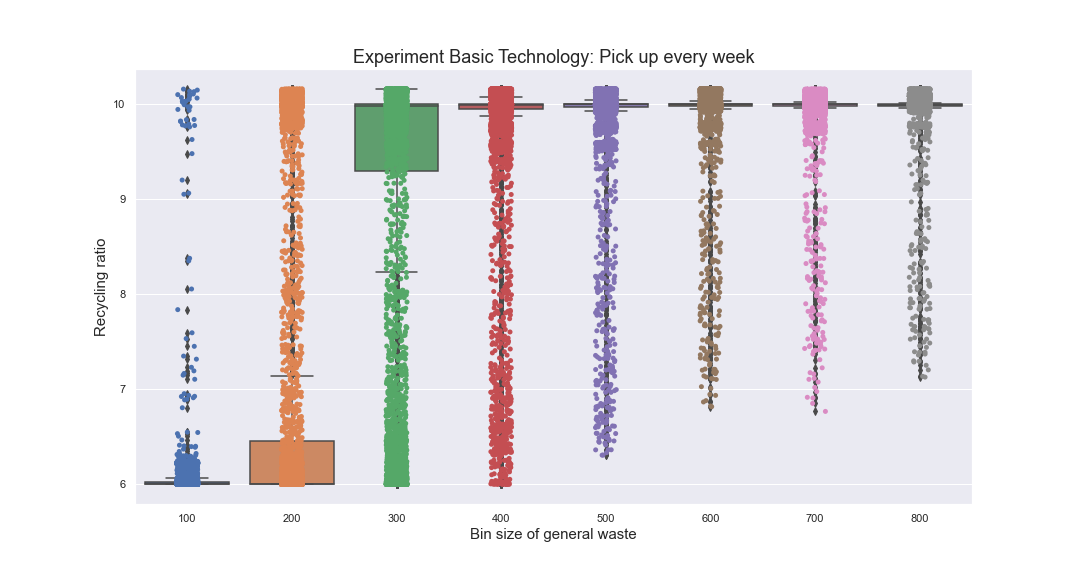 Experiment Basic Technology: Pick up every week
Recycling ratio
10
9
8
7
6
100 200 300 400 500 600 700 800
Bin size of general waste